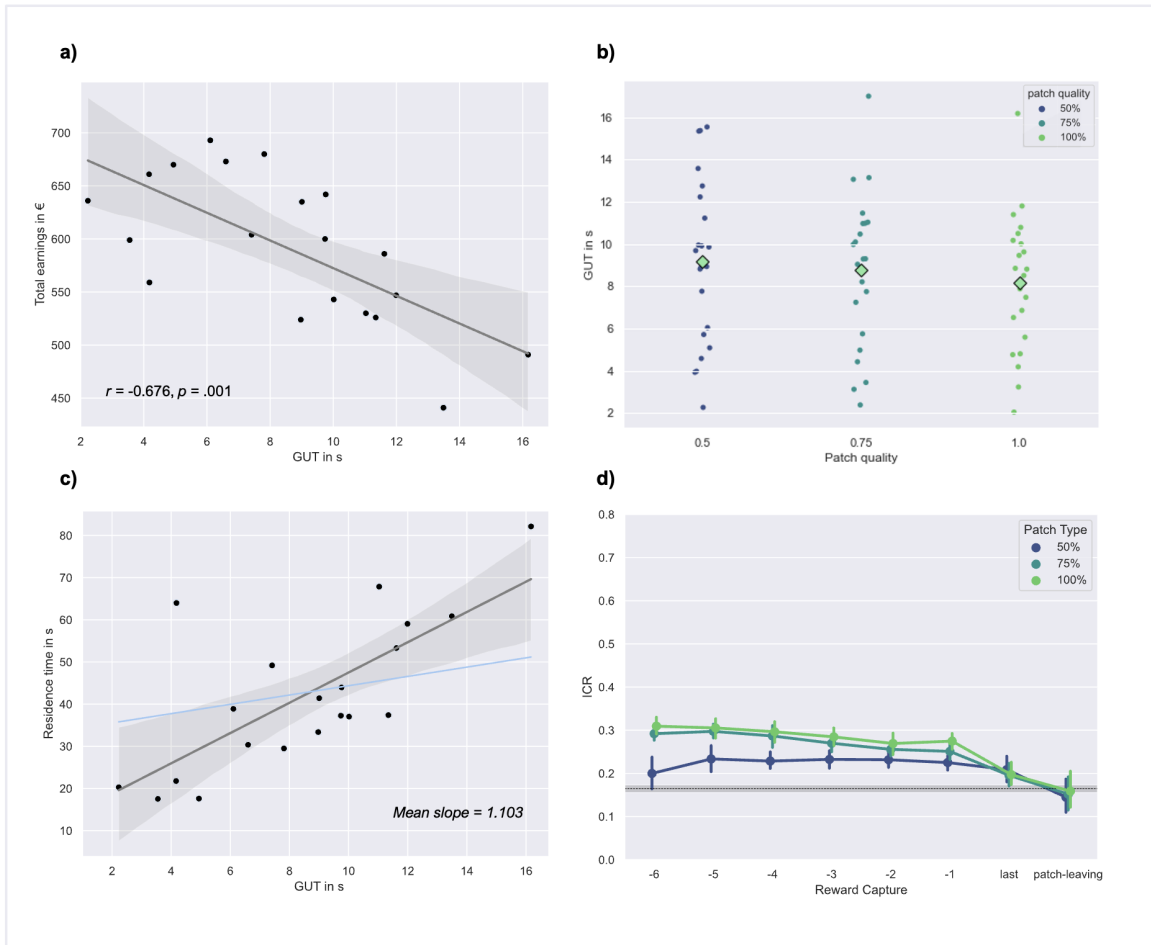 a)
700
650
600
550
500
450
Total earnings in €
r = -0.676, p = .001
2 4 6 8 10 12 14 16
GUT in s
b)
16
14
12
10
8
6
4
2
GUT in s
patch quality
50%
75%
100%
0.5 0.75 1.0
Patch quality
c)
80
70
60
50
40
30
20
10
Residence time in s
Mean slope = 1.103
2 4 6 8 10 12 14 16
GUT in s
d)
0.8
0.7
0.6
0.5
0.4
0.3
0.2
0.1
0.0
ICR
Patch Type
50%
75%
100%
-6 -5 -4 -3 -2 -1 last patch-leaving
Reward Capture